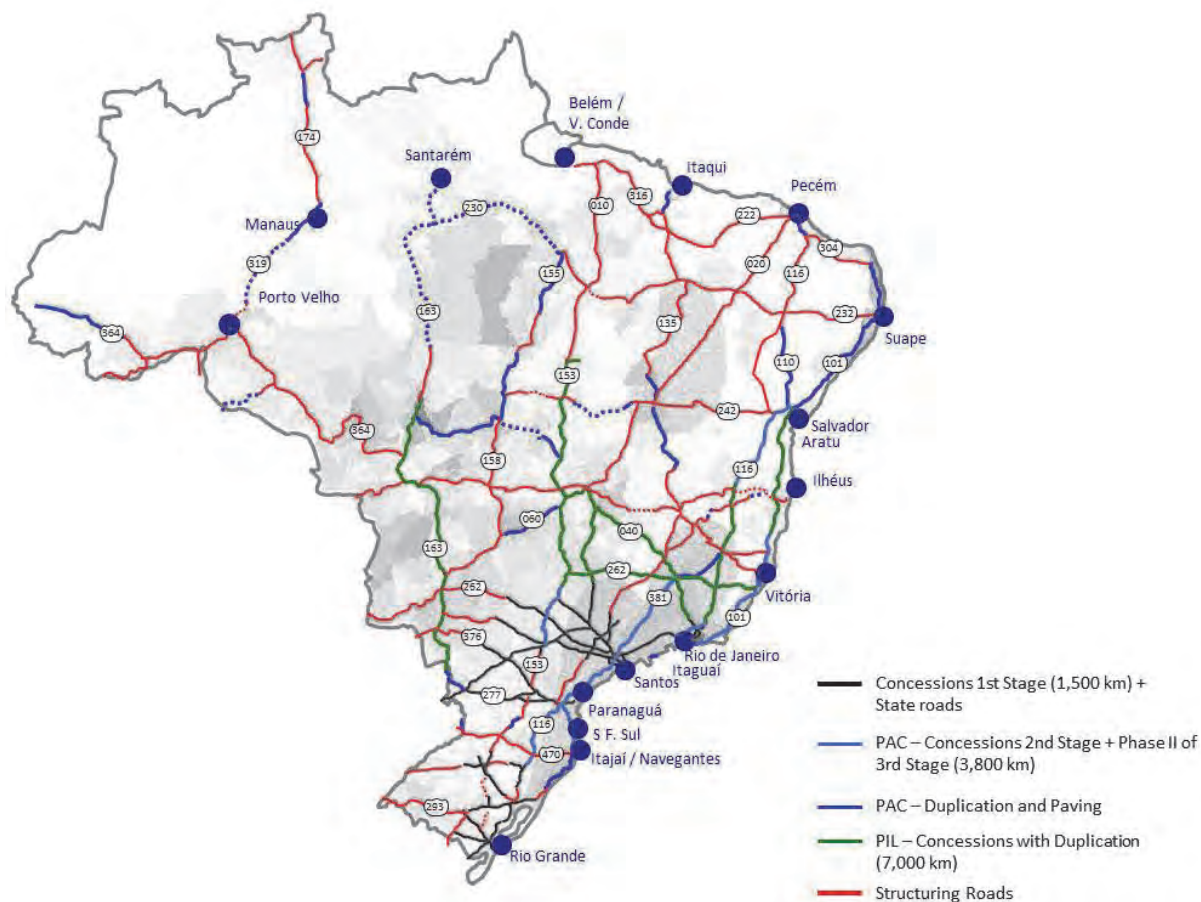 Belém /
V. Conde
Santarém
Itaqui
Pecém
174
316
010
230
222
Manaus
304
020
319
116
155
Porto Velho
163
135
232
364
Suape
110
101
153
242
Salvador
Aratu
364
158
116
Ilhéus
060
040
163
262
262
381
Vitória
101
376
Rio de Janeiro
Itaguaí
153
Santos
277
Paranaguá
116
S F. Sul
470
Itajaí / Navegantes
293
Rio Grande
Concessions 1st Stage (1,500 km) +
State roads
PAC – Concessions 2nd Stage + Phase II of
3rd Stage (3,800 km)
PAC – Duplication and Paving
PIL – Concessions with Duplication
(7,000 km)
Structuring Roads